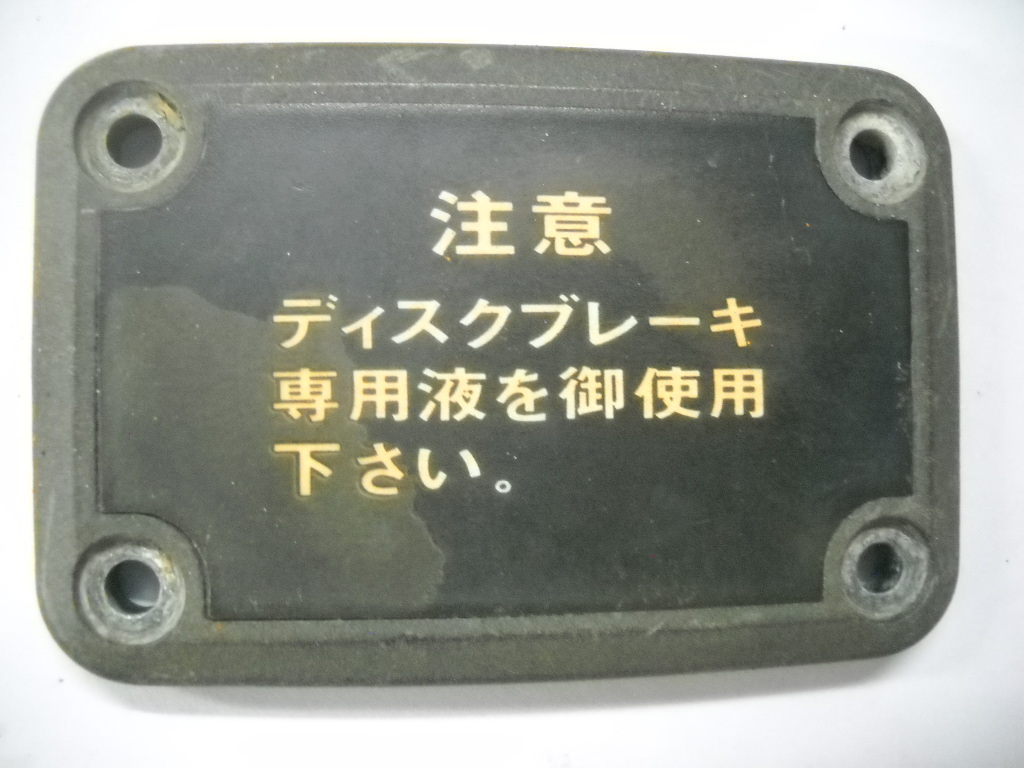 注意
ディスクブレーキ
専用液を御使用
下さい。